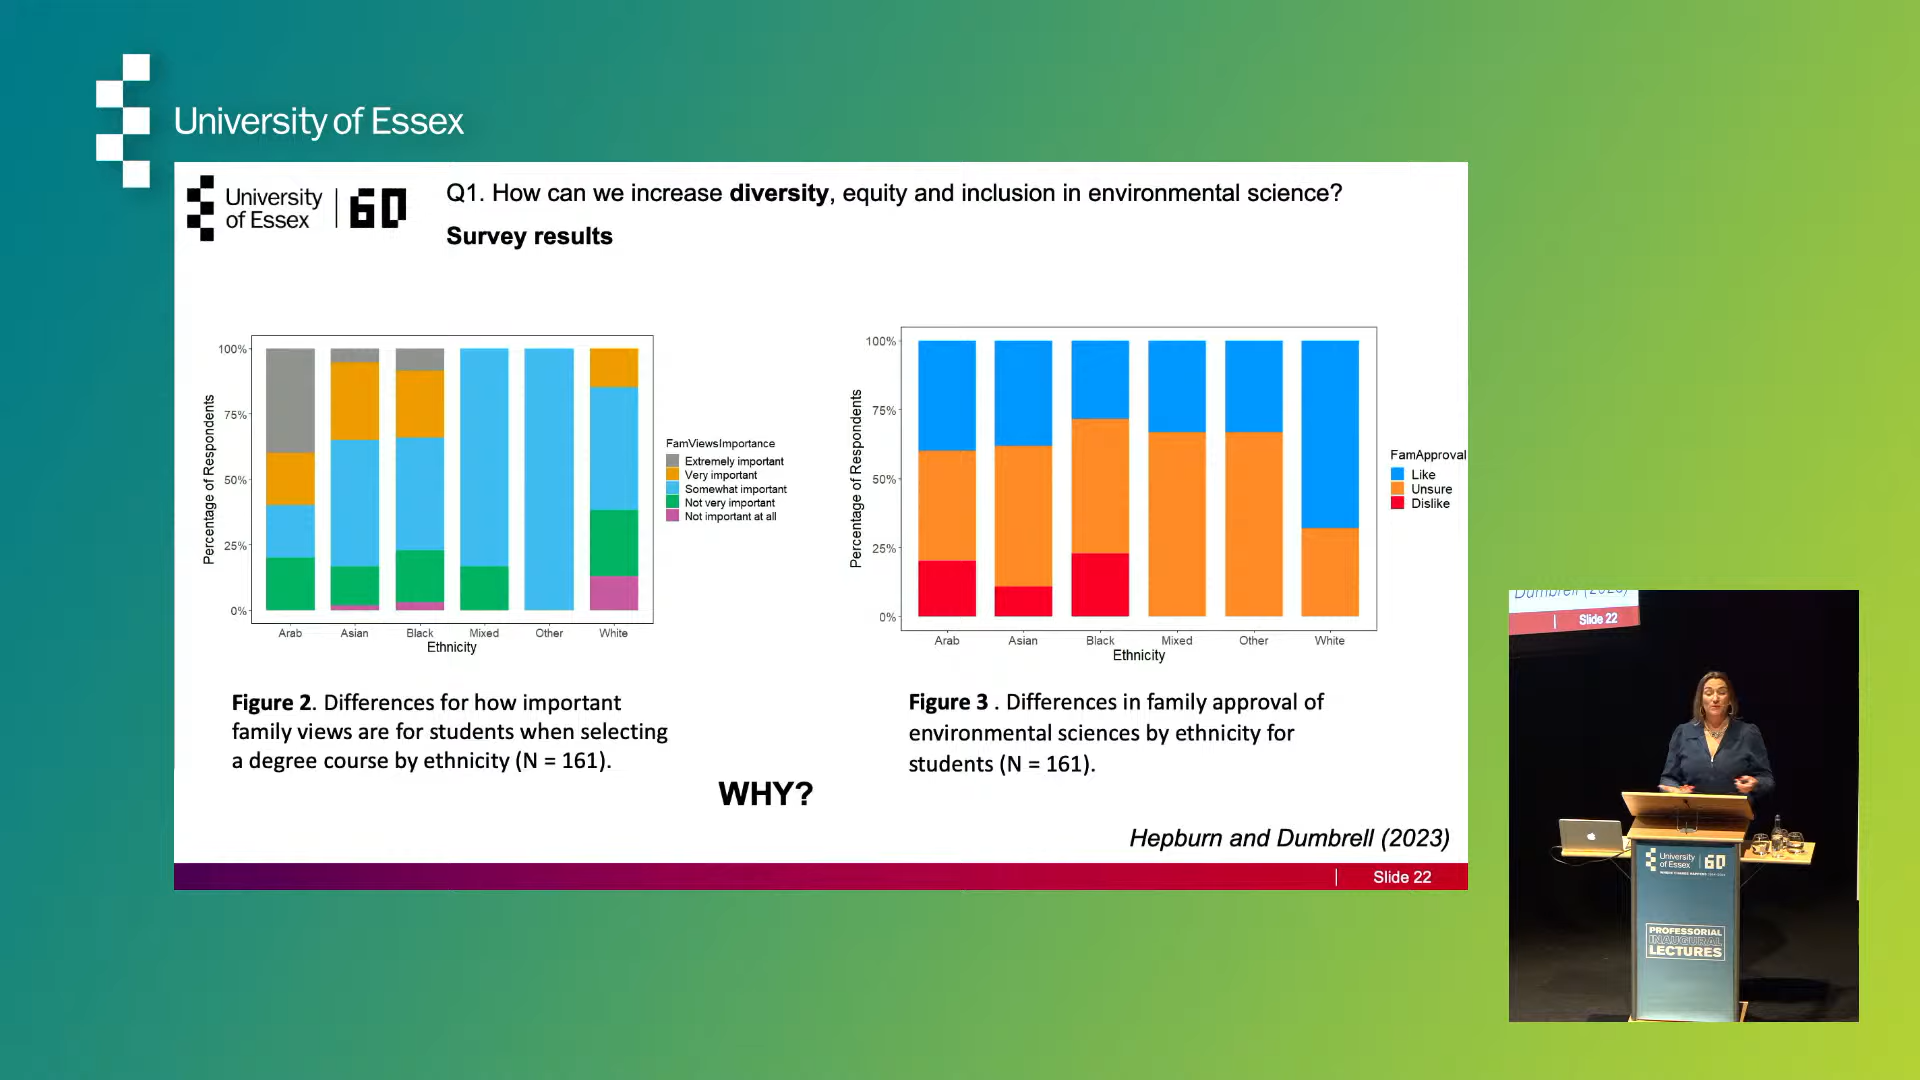 University of Essex
University
of Essex
60
Q1. How can we increase diversity, equity and inclusion in environmental science?
Survey results
100%
75%
50%
25%
0%
Percentage of Respondents
Arab Asian Black Mixed Other White
Ethnicity
FamViewsImportance
Extremely important
Very important
Somewhat important
Not very important
Not important at all
100%
75%
50%
25%
0%
Percentage of Respondents
Arab Asian Black Mixed Other White
Ethnicity
FamApproval
Like
Unsure
Dislike
Figure 2. Differences for how important
family views are for students when selecting
a degree course by ethnicity (N = 161).
Figure 3 . Differences in family approval of
environmental sciences by ethnicity for
students (N = 161).
WHY?
Hepburn and Dumbrell (2023)
Slide 22
Dumbrell (2023)
Slide 22
University
of Essex
60
PROFESSORIAL
INAUGURAL
LECTURES